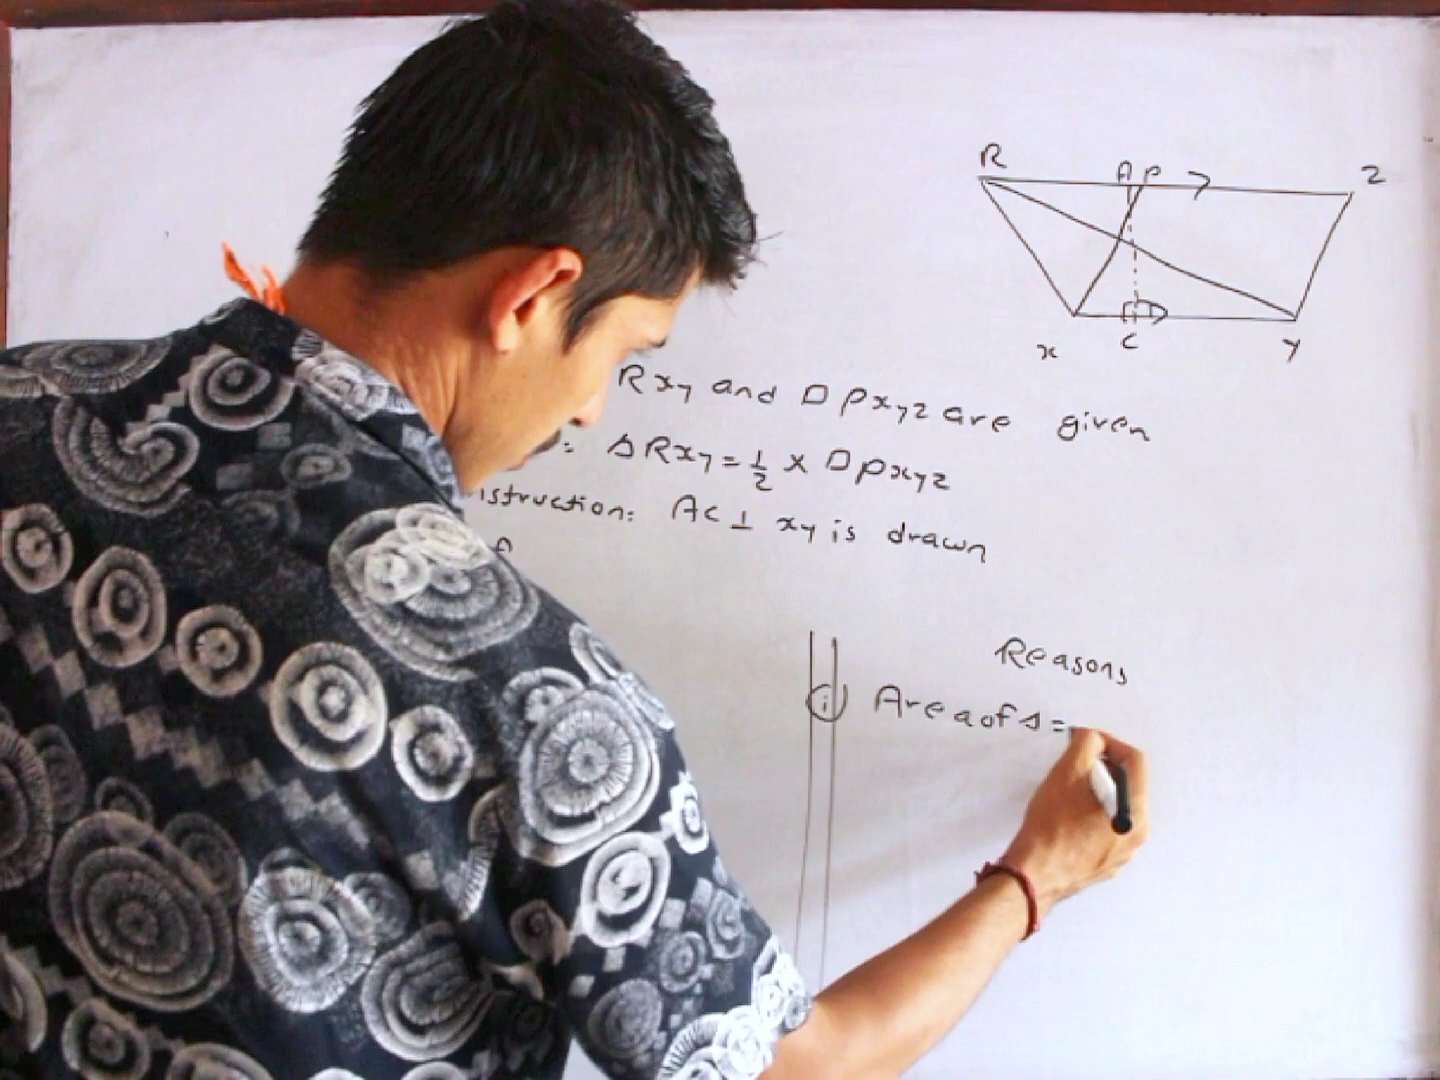 R A P Z
x C y
Rxy and ▱ Pxyz are given
: ΔRxy = 1/2 × ▱ Pxyz
nstruction: AC ⊥ xy is drawn
Reasons
(i) Area of Δ =